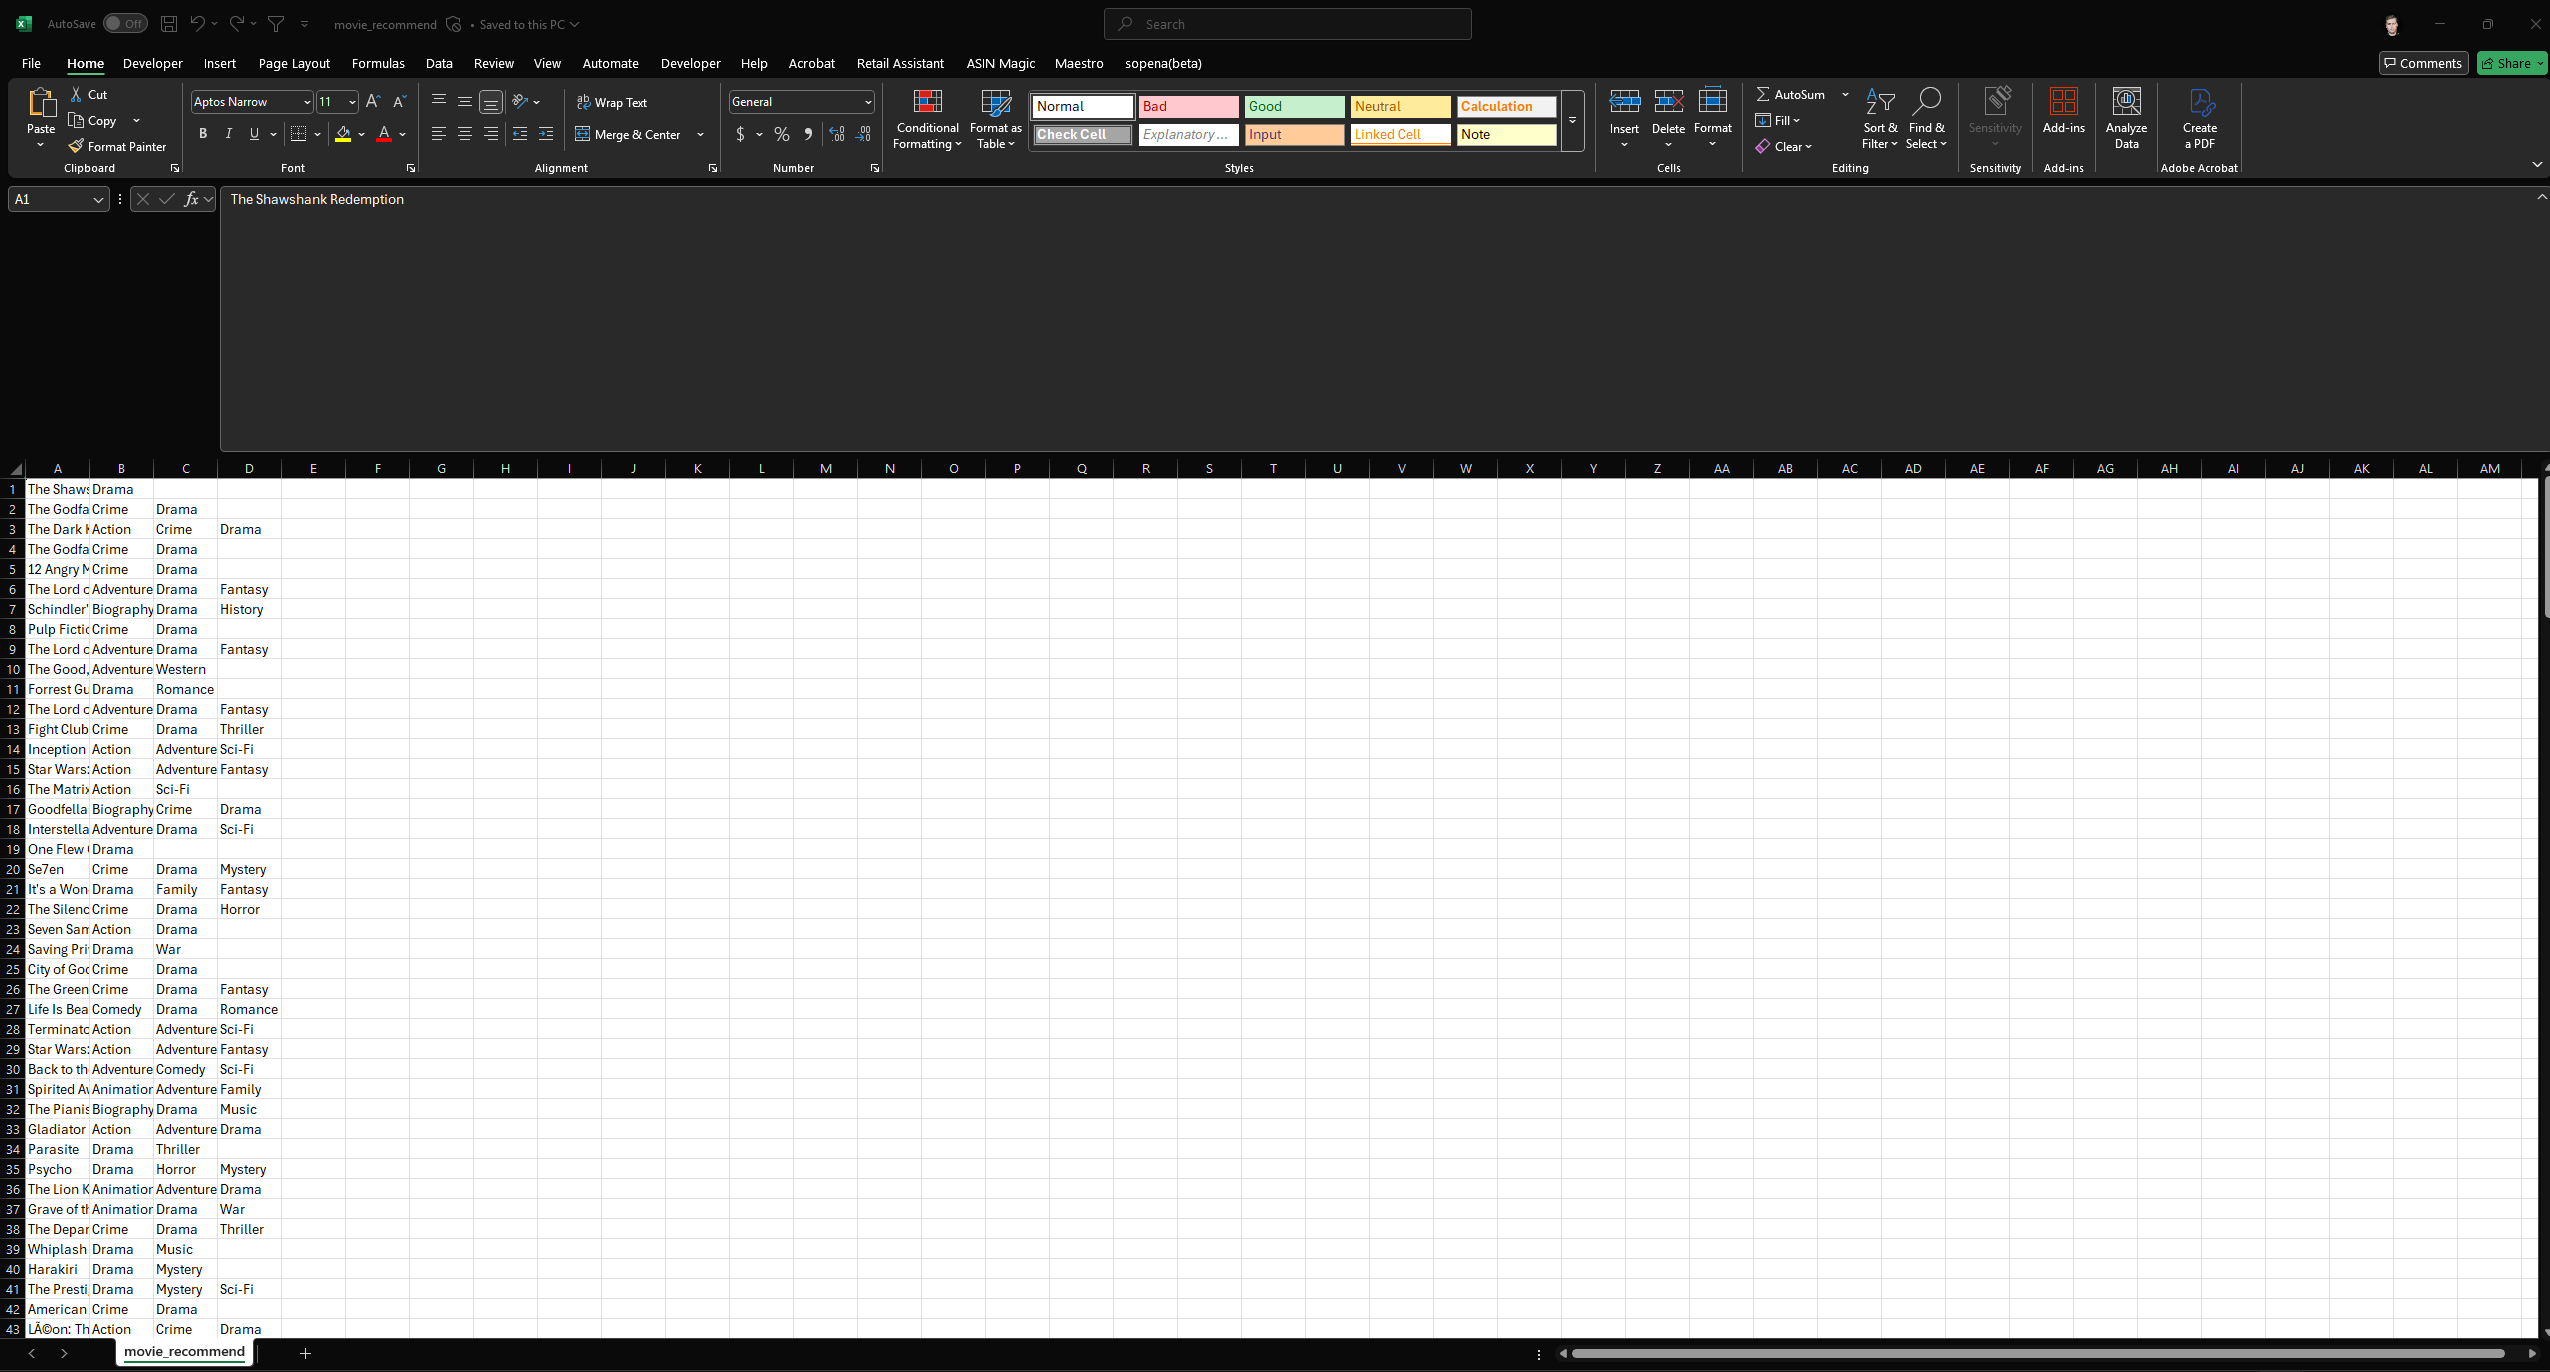 AutoSave Off movie_recommend • Saved to this PC Search
File Home Developer Insert Page Layout Formulas Data Review View Automate Developer Help Acrobat Retail Assistant ASIN Magic Maestro sopena(beta) Comments Share
Paste Cut Copy Format Painter Clipboard
Aptos Narrow 11 B I U A Font
Wrap Text Merge & Center Alignment
General $ % Number
Conditional Formatting Format as Table
Normal Bad Good Neutral Calculation
Check Cell Explanatory ... Input Linked Cell Note
Styles
Insert Delete Format Cells
AutoSum Fill Clear Sort & Filter Find & Select Editing
Sensitivity Sensitivity
Add-ins Add-ins
Analyze Data
Create a PDF Adobe Acrobat
A1 fx The Shawshank Redemption
A B C D E F G H I J K L M N O P Q R S T U V W X Y Z AA AB AC AD AE AF AG AH AI AJ AK AL AM
1 The Shaws Drama
2 The Godfa Crime Drama
3 The Dark Action Crime Drama
4 The Godfa Crime Drama
5 12 Angry Crime Drama
6 The Lord Adventure Drama Fantasy
7 Schindler' Biography Drama History
8 Pulp Fictic Crime Drama
9 The Lord Adventure Drama Fantasy
10 The Good, Adventure Western
11 Forrest Gu Drama Romance
12 The Lord Adventure Drama Fantasy
13 Fight Club Crime Drama Thriller
14 Inception Action Adventure Sci-Fi
15 Star Wars: Action Adventure Fantasy
16 The Matrix Action Sci-Fi
17 Goodfella Biography Crime Drama
18 Interstella Adventure Drama Sci-Fi
19 One Flew Drama
20 Se7en Crime Drama Mystery
21 It's a Won Drama Family Fantasy
22 The Silenc Crime Drama Horror
23 Seven Sam Action Drama
24 Saving Pri Drama War
25 City of God Crime Drama
26 The Green Crime Drama Fantasy
27 Life Is Bea Comedy Drama Romance
28 Terminato Action Adventure Sci-Fi
29 Star Wars: Action Adventure Fantasy
30 Back to th Adventure Comedy Sci-Fi
31 Spirited Animation Adventure Family
32 The Pianis Biography Drama Music
33 Gladiator Action Adventure Drama
34 Parasite Drama Thriller
35 Psycho Drama Horror Mystery
36 The Lion Animation Adventure Drama
37 Grave of Animation Drama War
38 The Depar Crime Drama Thriller
39 Whiplash Drama Music
40 Harakiri Drama Mystery
41 The Presti Drama Mystery Sci-Fi
42 American Crime Drama
43 LÃ©on: Th Action Crime Drama
movie_recommend